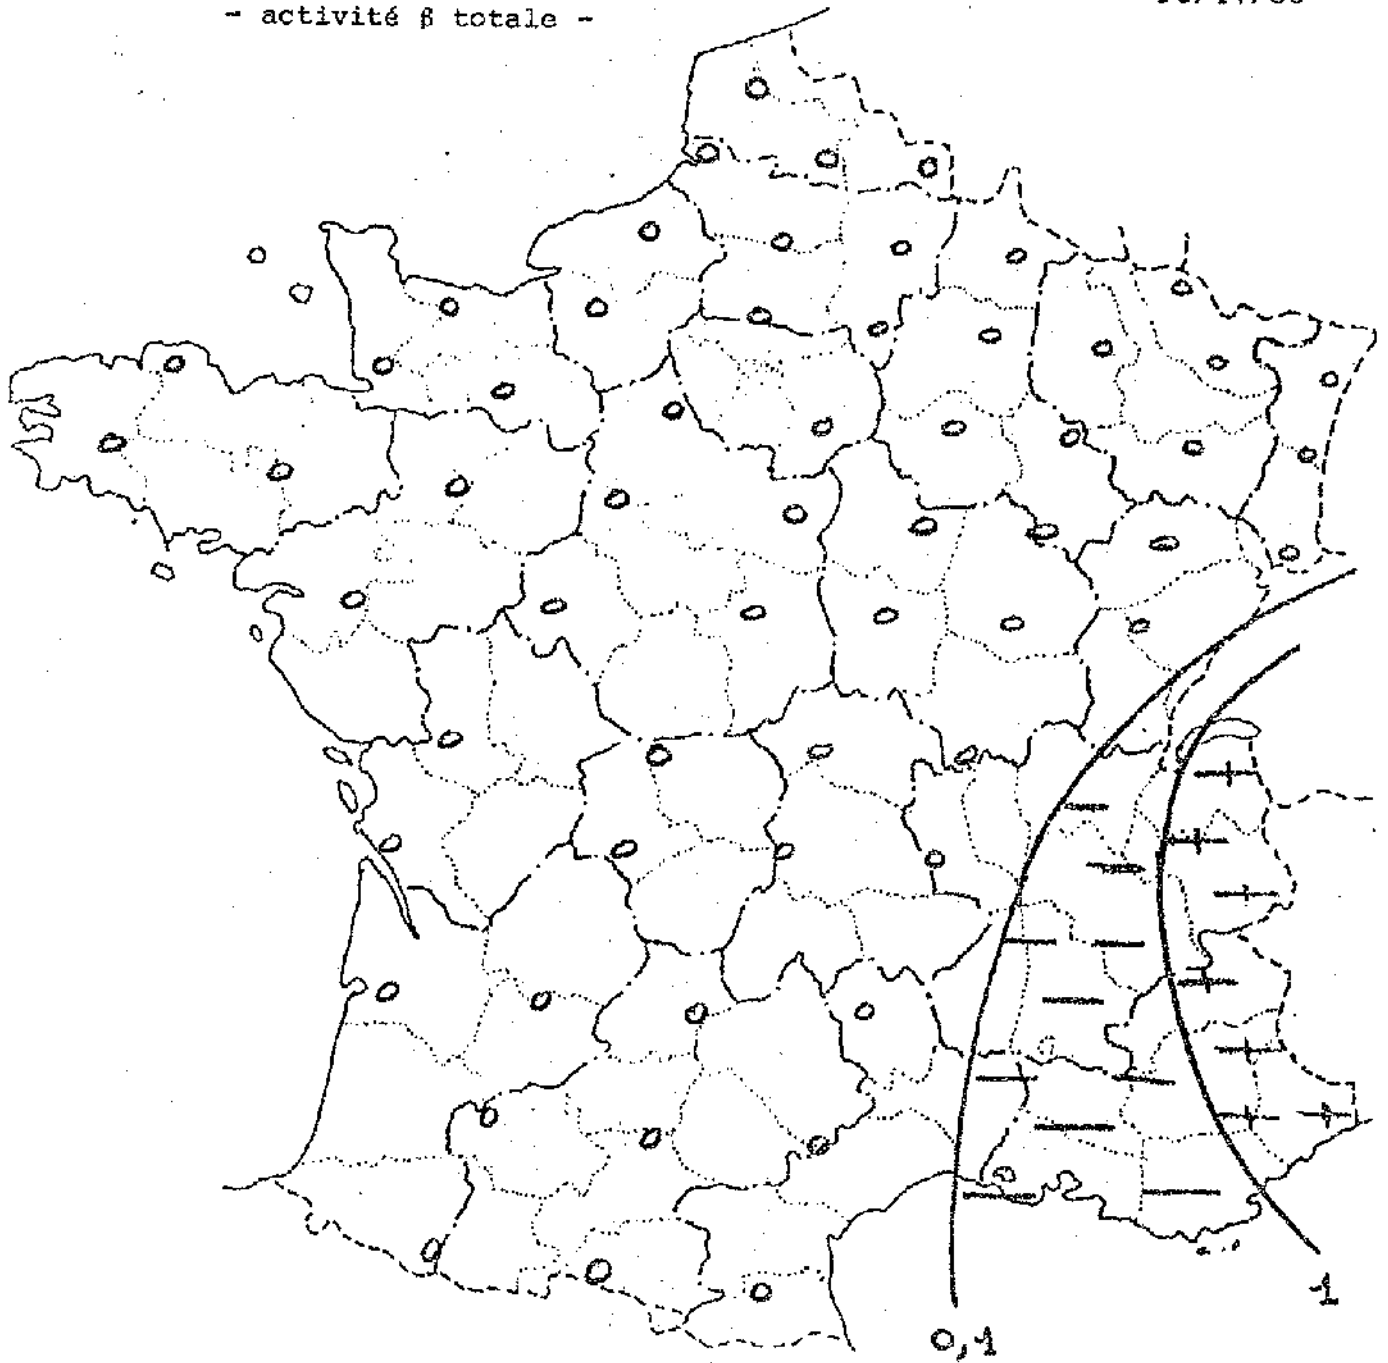 - activité β totale -
1
0,1